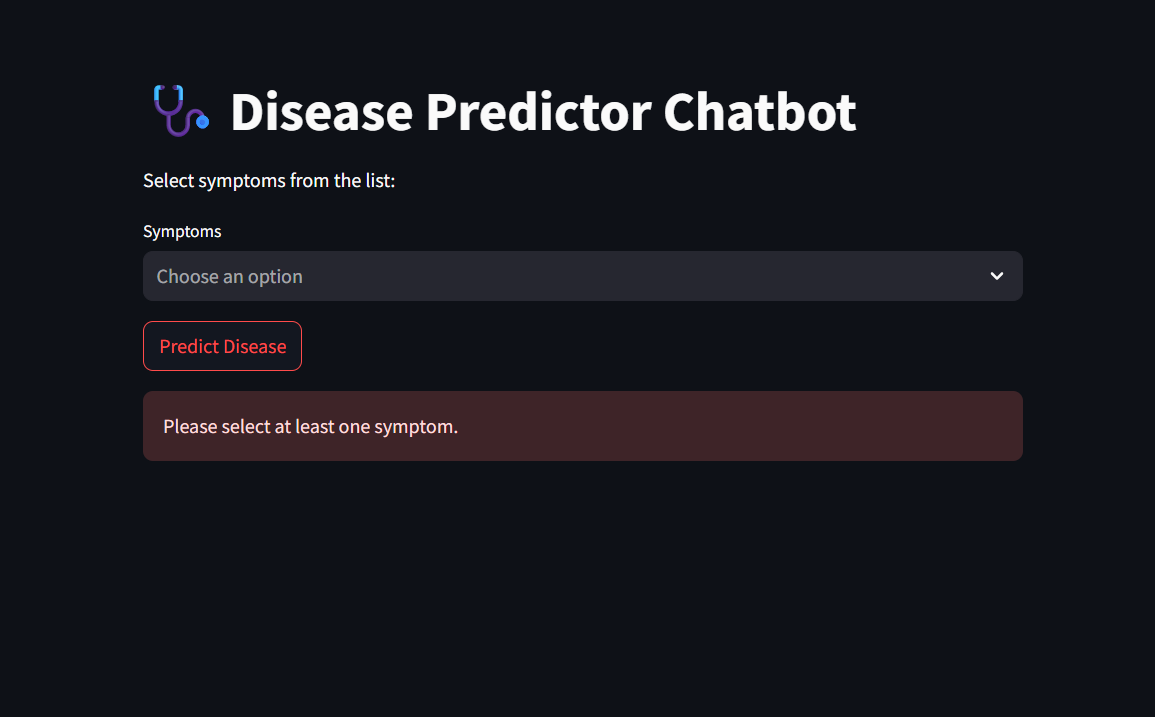 Disease Predictor Chatbot
Select symptoms from the list:
Symptoms
Choose an option
Predict Disease
Please select at least one symptom.